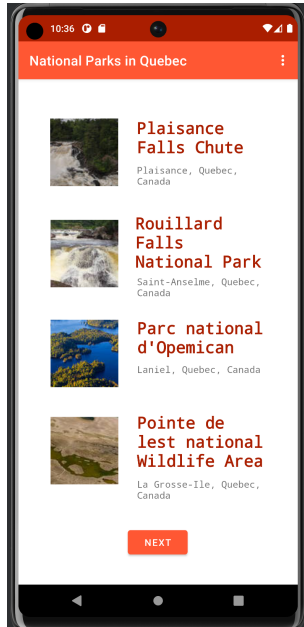 10:36
National Parks in Quebec
Plaisance
Falls Chute
Plaisance, Quebec,
Canada
Rouillard
Falls
National Park
Saint-Anselme, Quebec,
Canada
Parc national
d'Opemican
Laniel, Quebec, Canada
Pointe de
lest national
Wildlife Area
La Grosse-Ile, Quebec,
Canada
NEXT